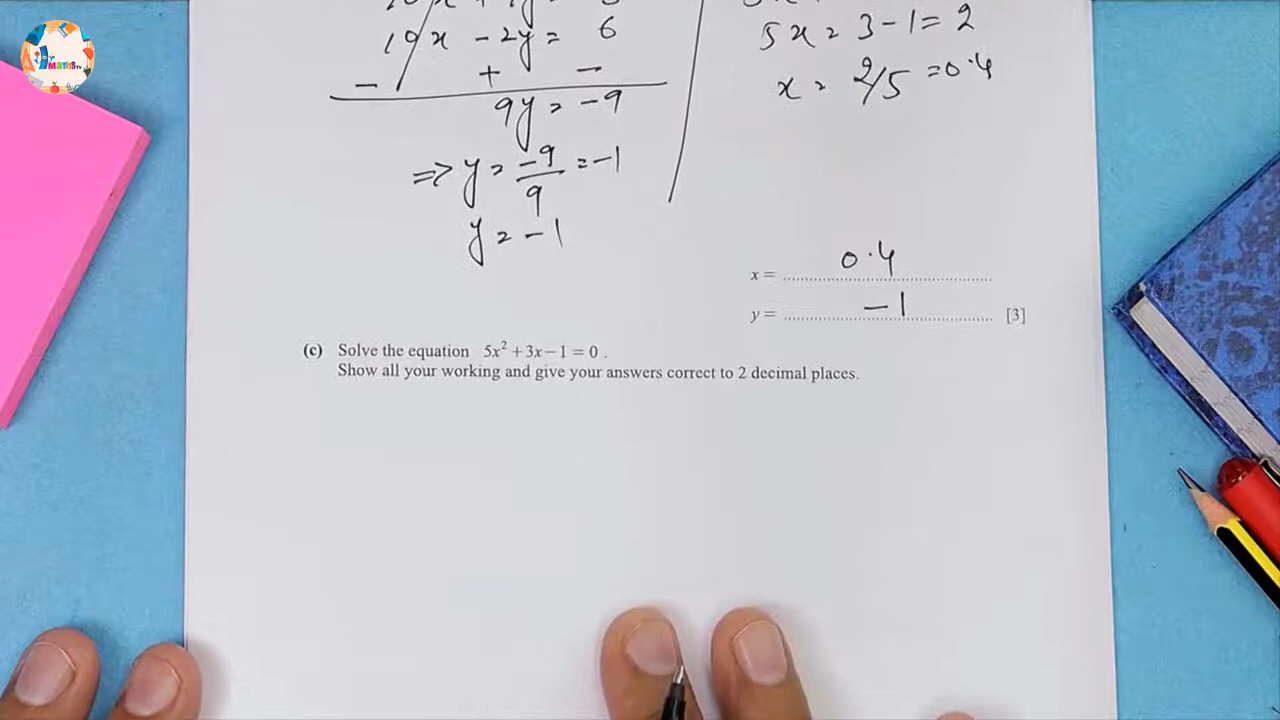 MATHS TV
10x - 2y = 6
- + -
9y = -9
⇒ y = -9/9 = -1
y = -1
5x = 3 - 1 = 2
x = 2/5 = 0.4
x = 0.4
y = -1 [3]
(c) Solve the equation 5x² + 3x − 1 = 0 .
Show all your working and give your answers correct to 2 decimal places.